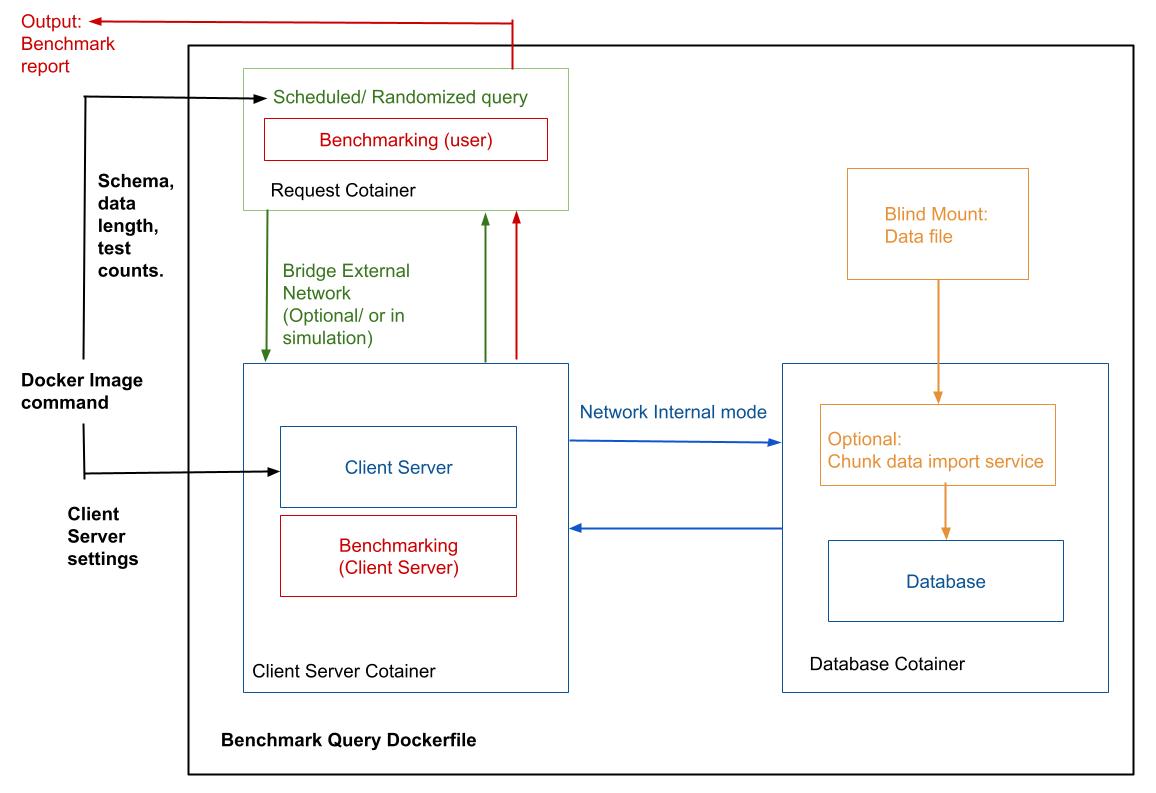 Output:
Benchmark
report
Scheduled/ Randomized query
Benchmarking (user)
Request Cotainer
Schema,
data
length,
test
counts.
Blind Mount:
Data file
Bridge External
Network
(Optional/ or in
simulation)
Docker Image
command
Network Internal mode
Optional:
Chunk data import service
Client Server
Client
Server
settings
Benchmarking
(Client Server)
Database
Client Server Cotainer
Database Cotainer
Benchmark Query Dockerfile